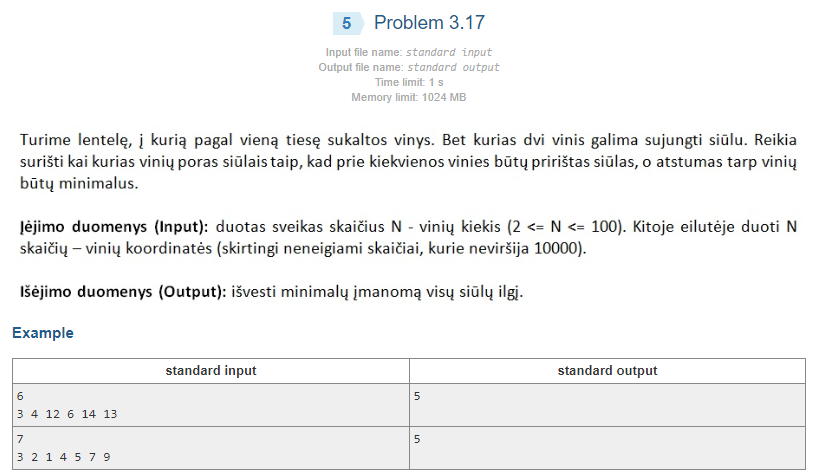 5 Problem 3.17
Input file name: standard input
Output file name: standard output
Time limit: 1 s
Memory limit: 1024 MB
Turime lentelę, į kurią pagal vieną tiesę sukaltos vinys. Bet kurias dvi vinis galima sujungti siūlu. Reikia
surišti kai kurias vinių poras siūlais taip, kad prie kiekvienos vinies būtų pririštas siūlas, o atstumas tarp vinių
būtų minimalus.
Įėjimo duomenys (Input): duotas sveikas skaičius N - vinių kiekis (2 <= N <= 100). Kitoje eilutėje duoti N
skaičių – vinių koordinatės (skirtingi neneigiami skaičiai, kurie neviršija 10000).
Išėjimo duomenys (Output): išvesti minimalų įmanomą visų siūlų ilgį.
Example
standard input standard output
6 5
3 4 12 6 14 13
7 5
3 2 1 4 5 7 9